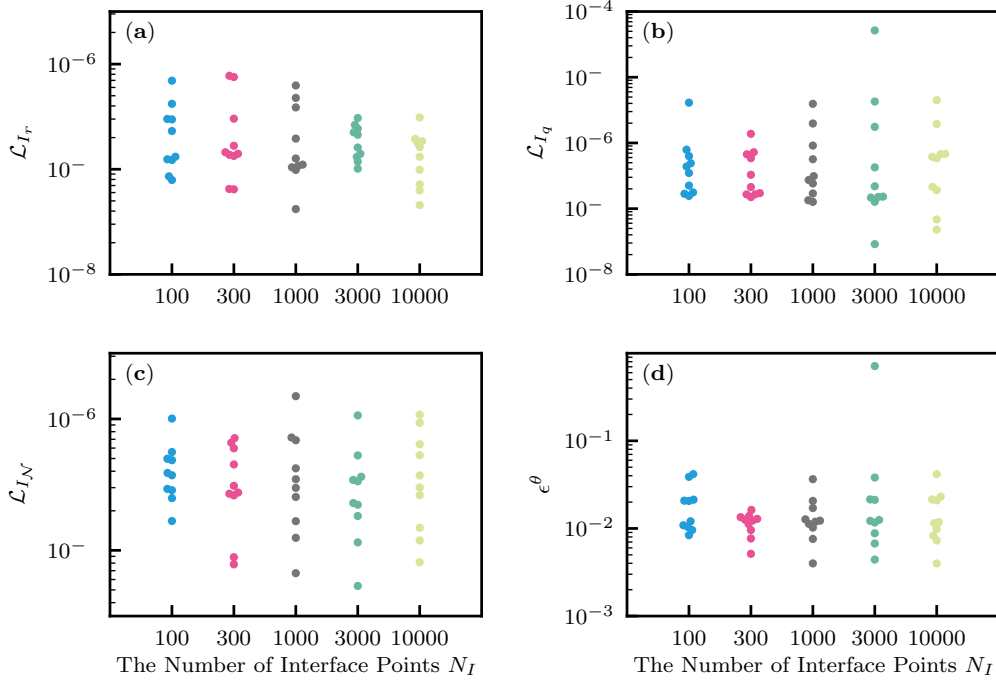 (a)
10⁻⁶
10⁻⁷
10⁻⁸
ℒ_{I_r}
100 300 1000 3000 10000
(b)
10⁻⁴
10⁻⁴
10⁻⁶
10⁻⁷
10⁻⁸
ℒ_{I_q}
100 300 1000 3000 10000
(c)
10⁻⁶
10⁻
ℒ_{I_𝒩}
100 300 1000 3000 10000
The Number of Interface Points N_I
(d)
10⁻¹
10⁻²
10⁻³
ϵ^θ
100 300 1000 3000 10000
The Number of Interface Points N_I